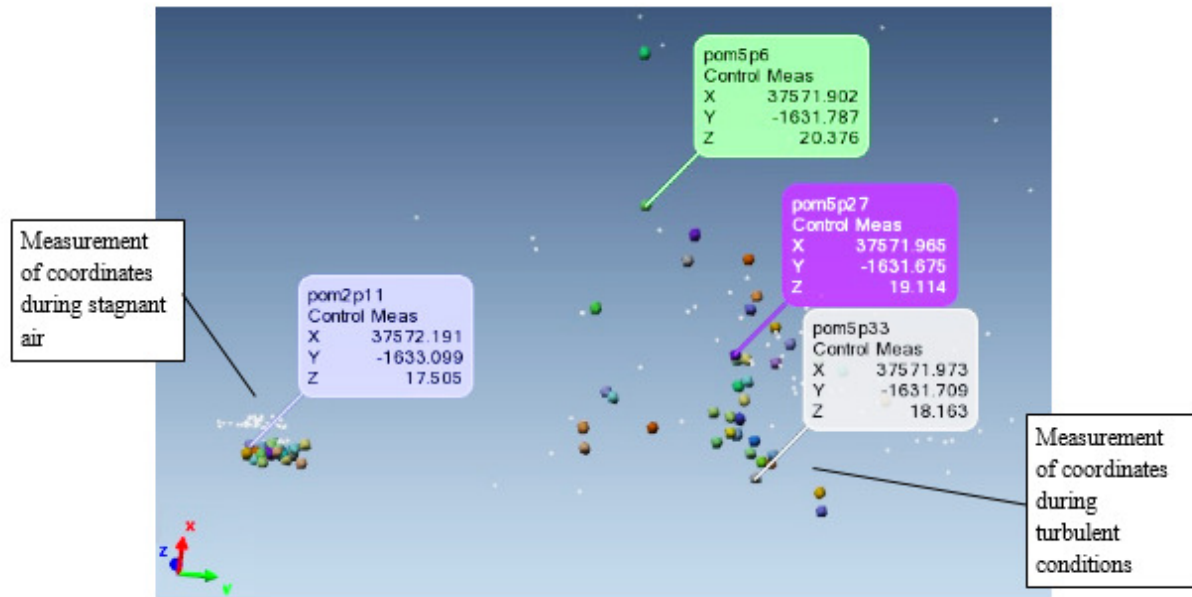 pom5p6
Control Meas
X 37571.902
Y -1631.787
Z 20.376
pom5p27
Control Meas
X 37571.965
Y -1631.675
Z 19.114
Measurement
of coordinates
during stagnant
air
pom2p11
Control Meas
X 37572.191
Y -1633.099
Z 17.505
pom5p33
Control Meas
X 37571.973
Y -1631.709
Z 18.163
Measurement
of coordinates
during
turbulent
conditions
X
Z
Y